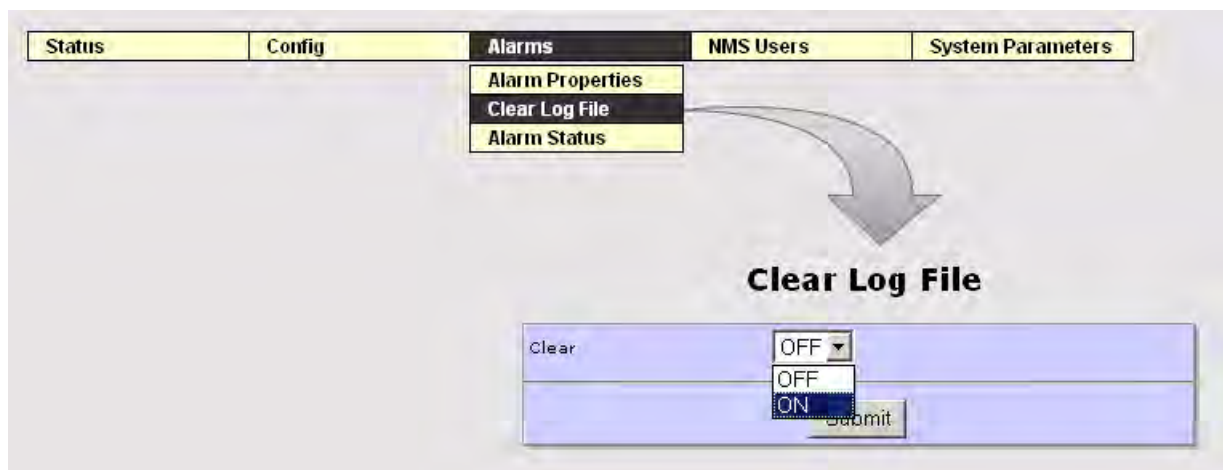 Status Config Alarms NMS Users System Parameters
Alarm Properties
Clear Log File
Alarm Status
Clear Log File
Clear OFF
OFF
ON
Submit